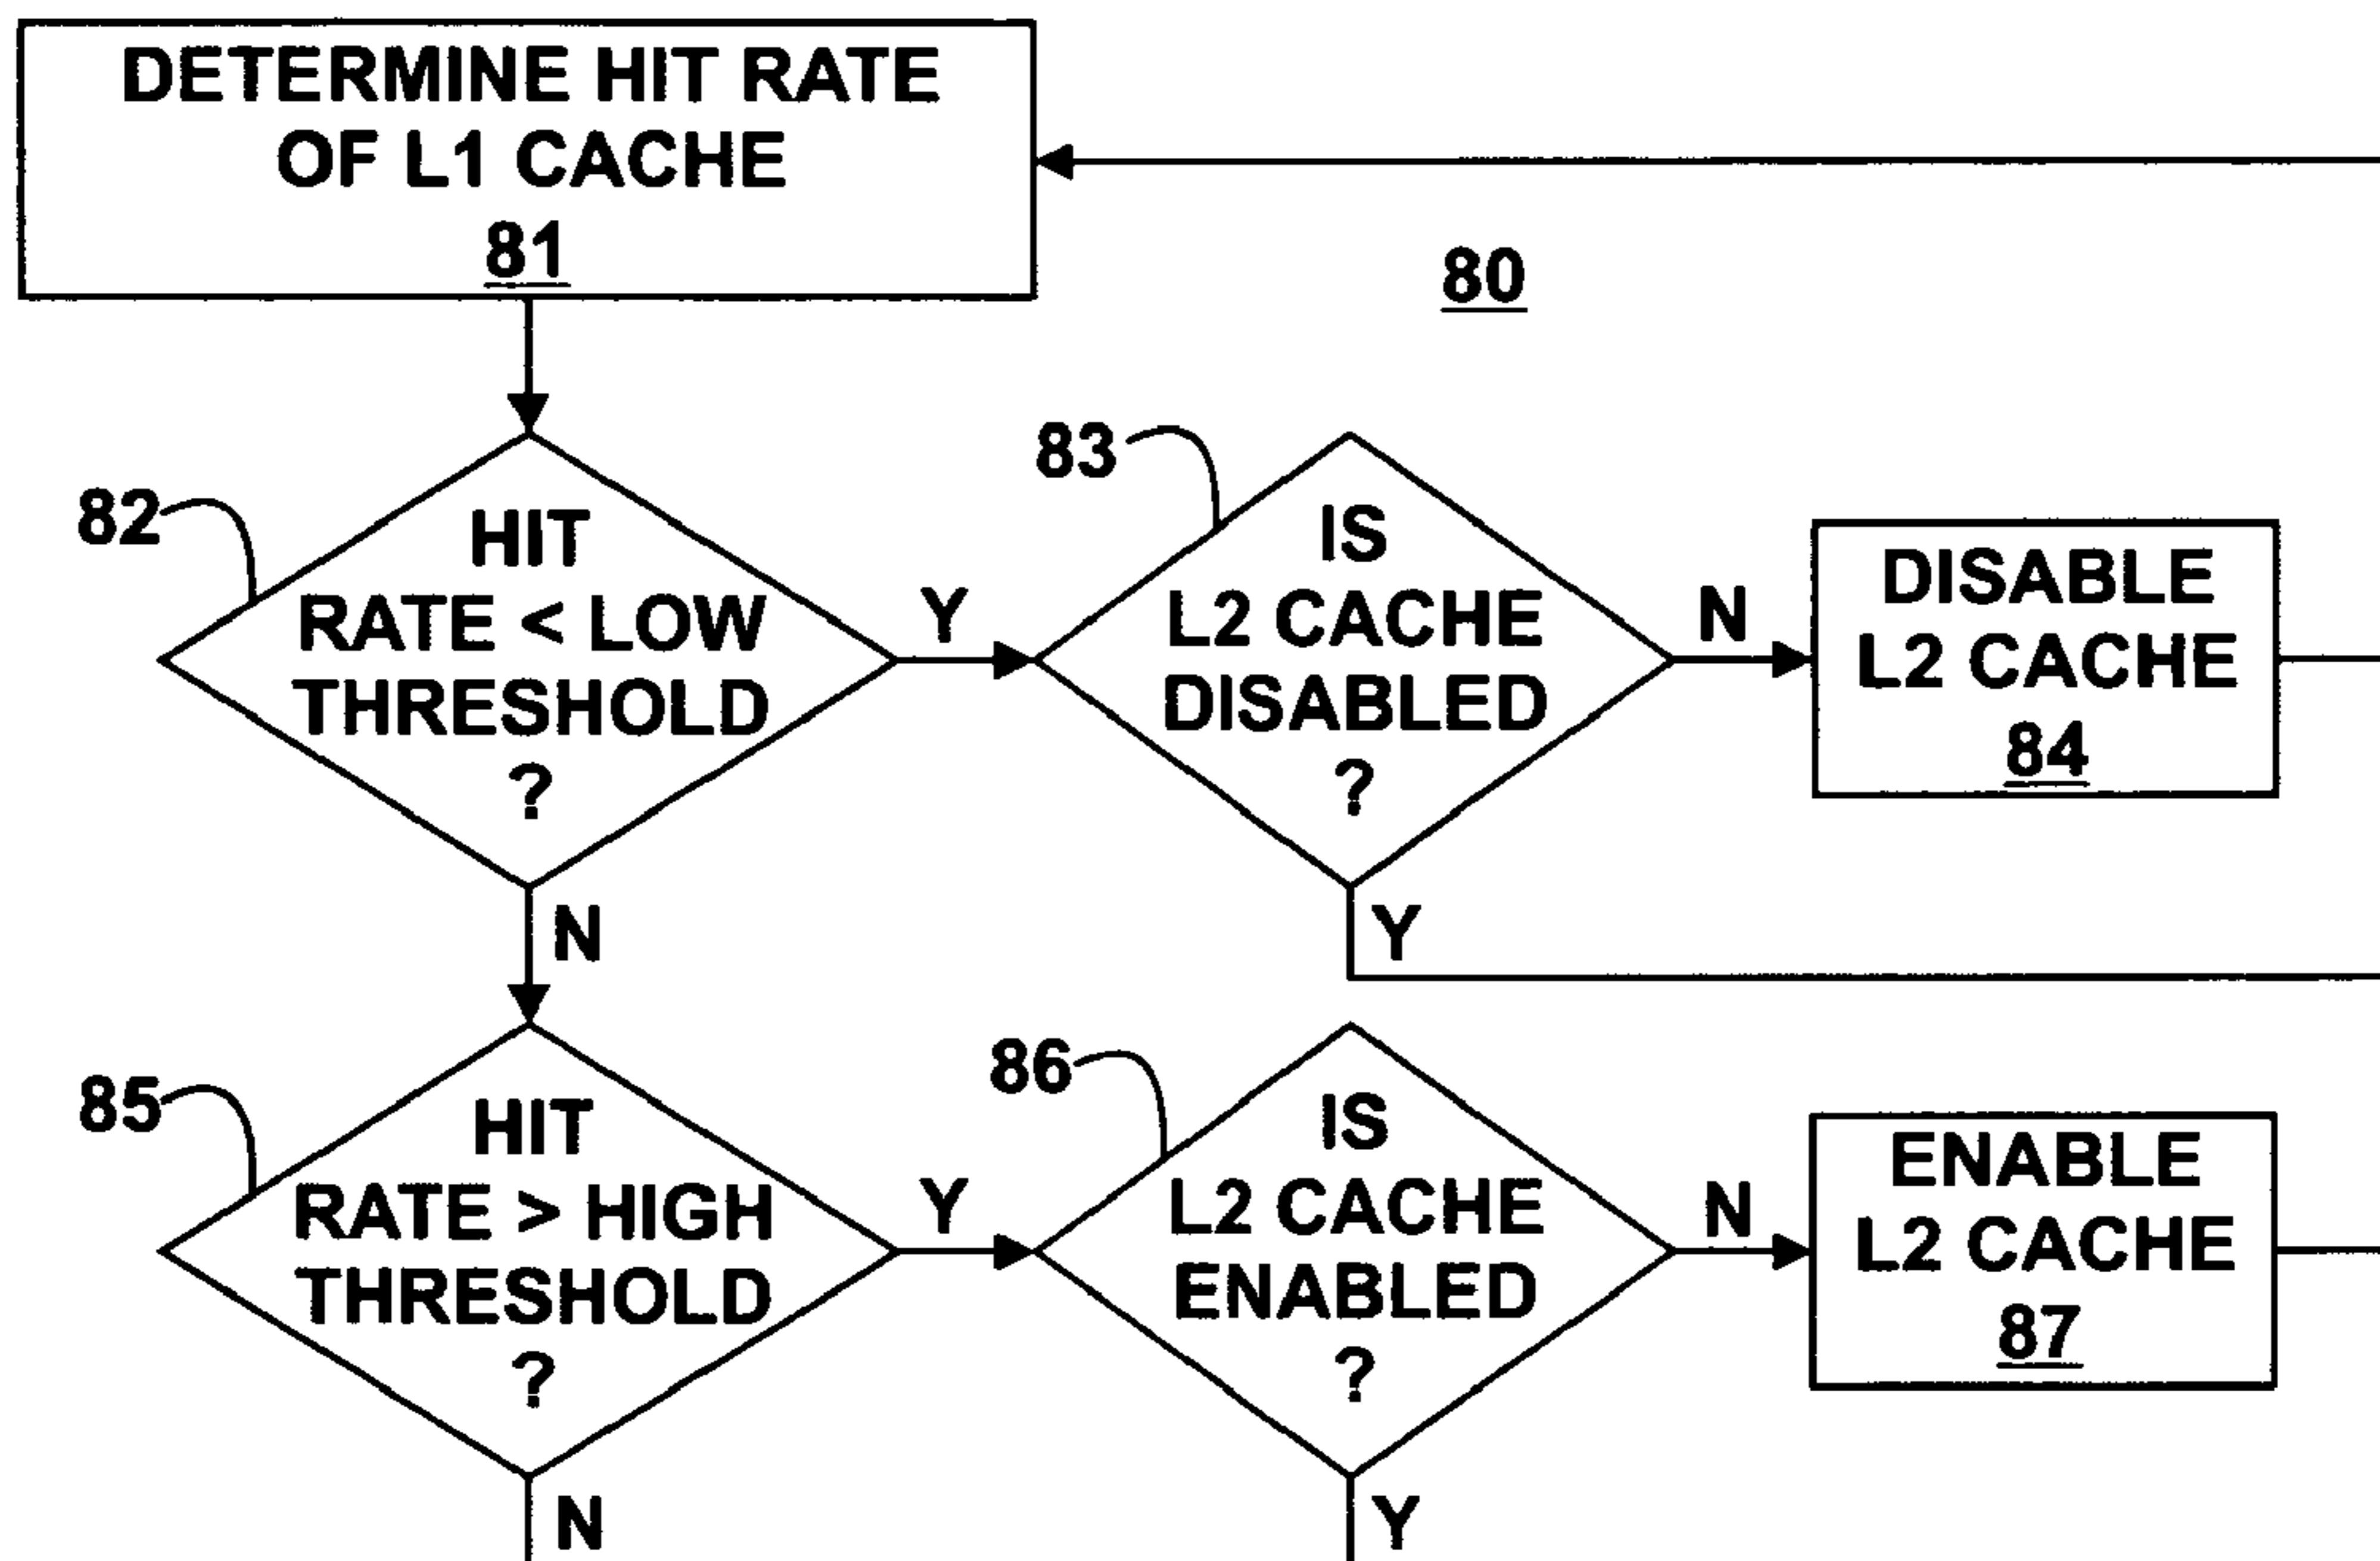 DETERMINE HIT RATE
OF L1 CACHE
81
80
82
HIT
RATE < LOW
THRESHOLD
?
Y
N
83
IS
L2 CACHE
DISABLED
?
N
Y
DISABLE
L2 CACHE
84
85
HIT
RATE > HIGH
THRESHOLD
?
Y
N
86
IS
L2 CACHE
ENABLED
?
N
Y
ENABLE
L2 CACHE
87